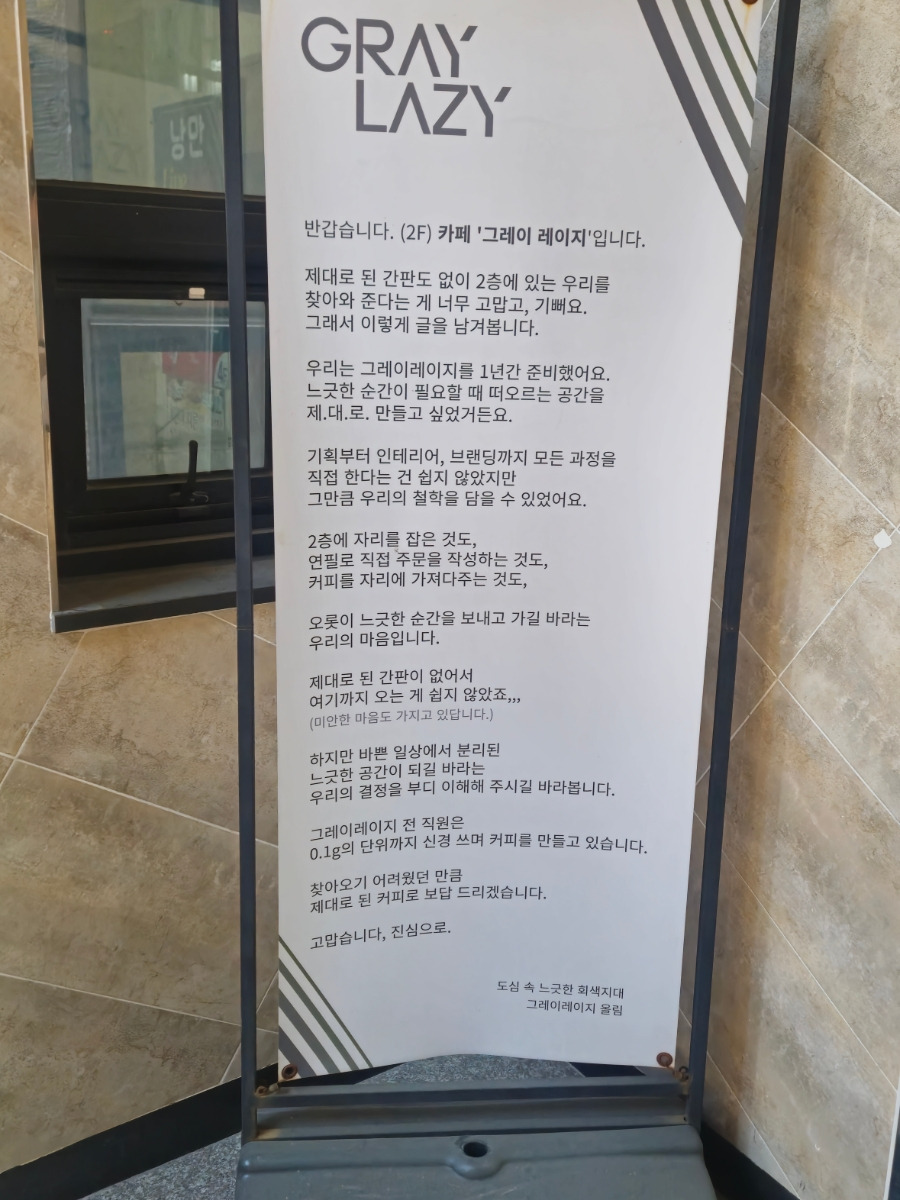 GRAY
LAZY
반갑습니다. (2F) 카페 '그레이 레이지'입니다.
제대로 된 간판도 없이 2층에 있는 우리를
찾아와 준다는 게 너무 고맙고, 기뻐요.
그래서 이렇게 글을 남겨봅니다.
우리는 그레이레이지를 1년간 준비했어요.
느긋한 순간이 필요할 때 떠오르는 공간을
제.대.로. 만들고 싶었거든요.
기획부터 인테리어, 브랜딩까지 모든 과정을
직접 한다는 건 쉽지 않았지만
그만큼 우리의 철학을 담을 수 있었어요.
2층에 자리를 잡은 것도,
연필로 직접 주문을 작성하는 것도,
커피를 자리에 가져다주는 것도,
오롯이 느긋한 순간을 보내고 가길 바라는
우리의 마음입니다.
제대로 된 간판이 없어서
여기까지 오는 게 쉽지 않았죠,,,
(미안한 마음도 가지고 있답니다.)
하지만 바쁜 일상에서 분리된
느긋한 공간이 되길 바라는
우리의 결정을 부디 이해해 주시길 바라봅니다.
그레이레이지 전 직원은
0.1g의 단위까지 신경 쓰며 커피를 만들고 있습니다.
찾아오기 어려웠던 만큼
제대로 된 커피로 보답 드리겠습니다.
고맙습니다, 진심으로.
도심 속 느긋한 회색지대
그레이레이지 올림